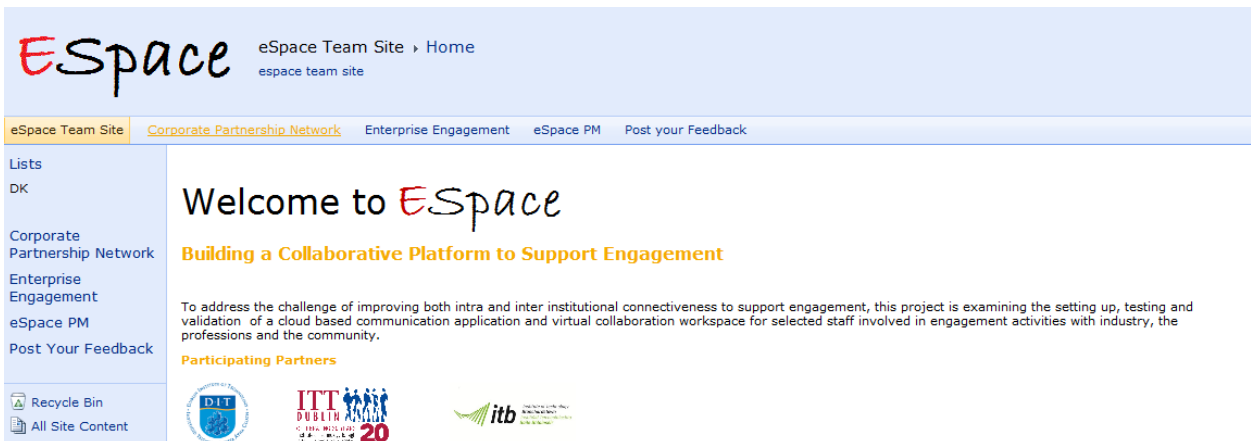 ESpace
eSpace Team Site ▸ Home
espace team site
eSpace Team Site Corporate Partnership Network Enterprise Engagement eSpace PM Post your Feedback
Lists
DK
Corporate
Partnership Network
Enterprise
Engagement
eSpace PM
Post Your Feedback
Recycle Bin
All Site Content
Welcome to ESpace
Building a Collaborative Platform to Support Engagement
To address the challenge of improving both intra and inter institutional connectiveness to support engagement, this project is examining the setting up, testing and
validation of a cloud based communication application and virtual collaboration workspace for selected staff involved in engagement activities with industry, the
professions and the community.
Participating Partners
DIT
ITT
DUBLIN
20
itb